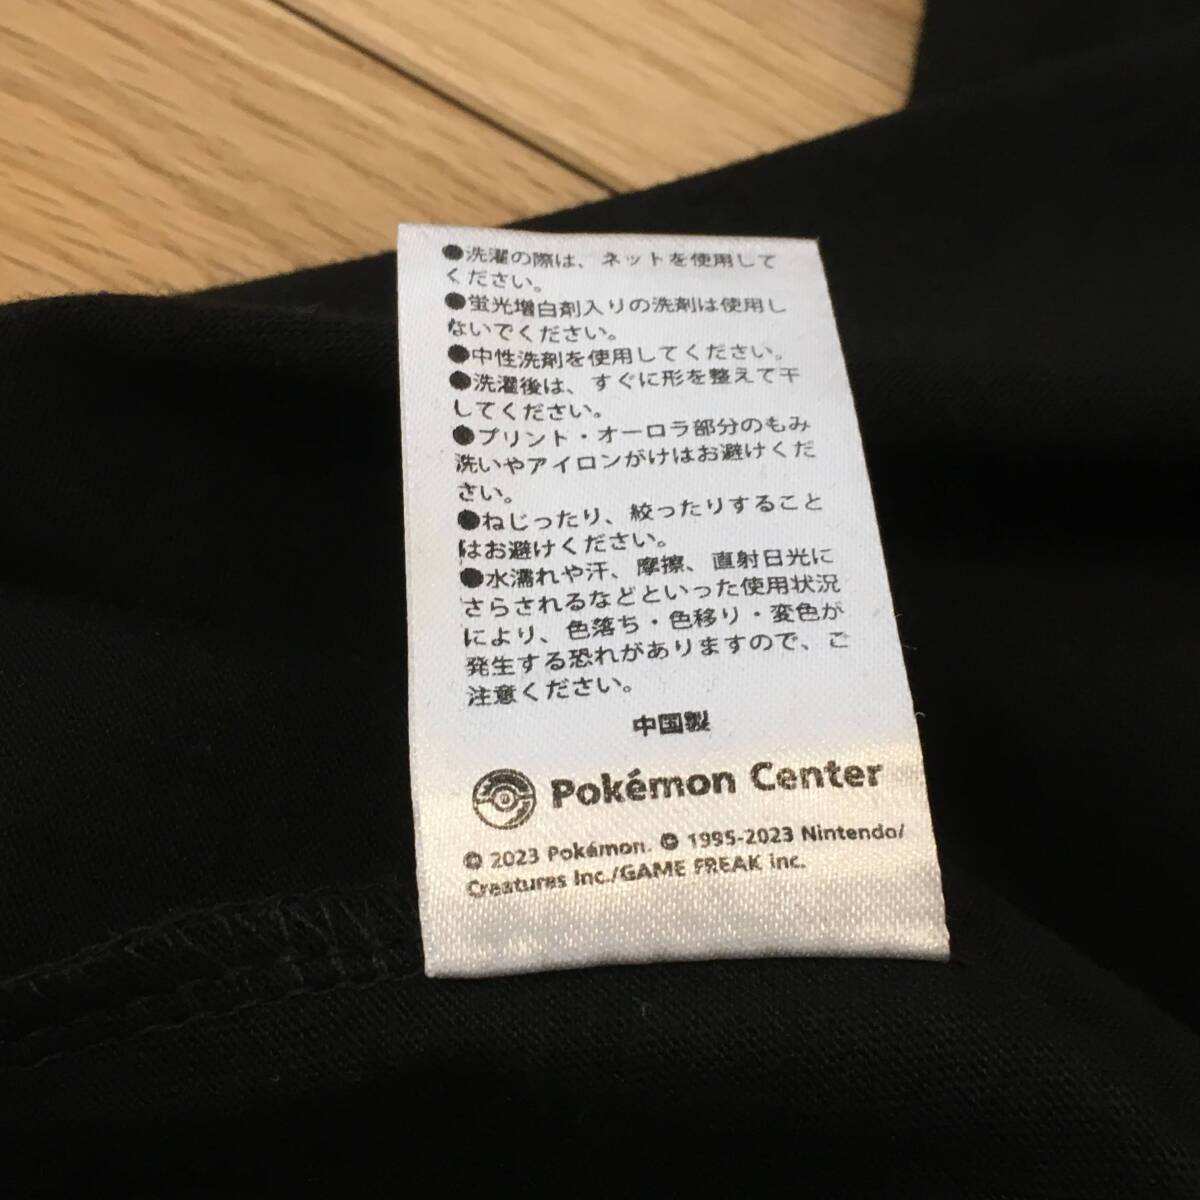 ●洗濯の際は、ネットを使用して
ください。
●蛍光増白剤入りの洗剤は使用し
ないでください。
●中性洗剤を使用してください。
●洗濯後は、すぐに形を整えて干
してください。
●プリント・オーロラ部分のもみ
洗いやアイロンがけはお避けくだ
さい。
●ねじったり、絞ったりすること
はお避けください。
●水濡れや汗、摩擦、直射日光に
さらされるなどといった使用状況
により、色落ち・色移り・変色が
発生する恐れがありますので、ご
注意ください。
中国製
Pokémon Center
© 2023 Pokémon. © 1995-2023 Nintendo/
Creatures Inc./GAME FREAK inc.